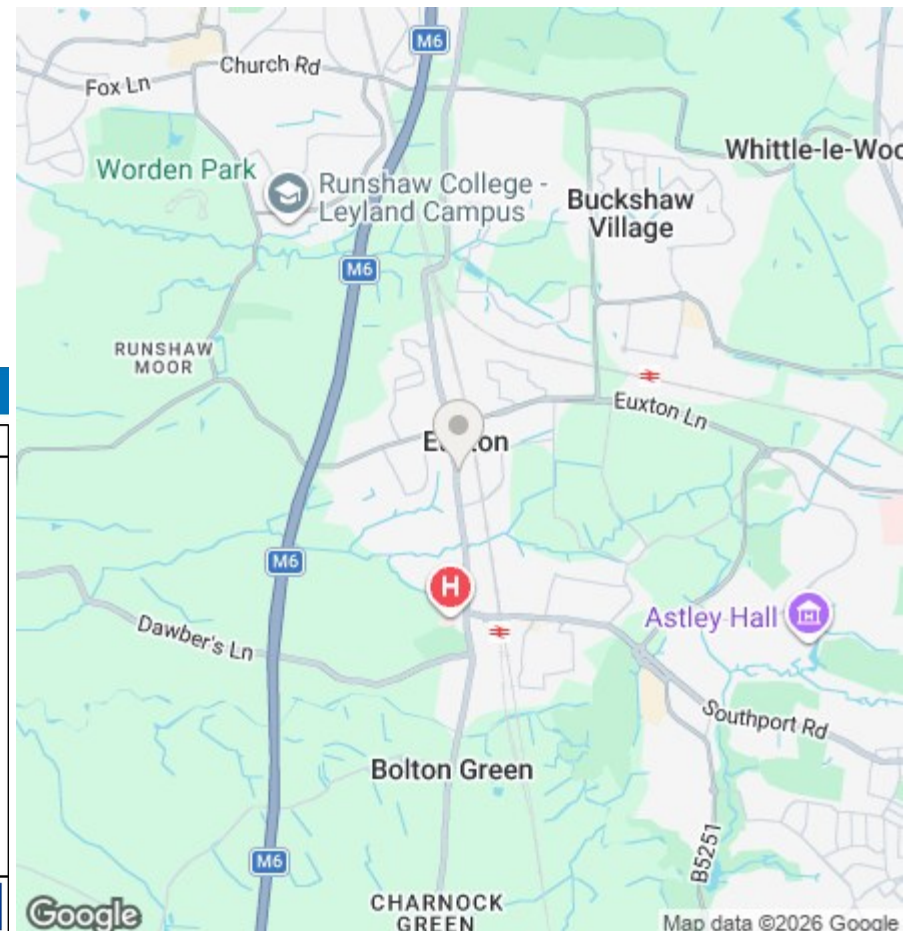 M6
Church Rd
Fox Ln
Whittle-le-Woo
Worden Park
Runshaw College -
Leyland Campus
Buckshaw
Village
M6
RUNSHAW
MOOR
Euxton Ln
M6
H
Astley Hall
Dawber's Ln
Southport Rd
Bolton Green
B5251
M6
CHARNOCK
GREEN
Google
Map data ©2026 Google